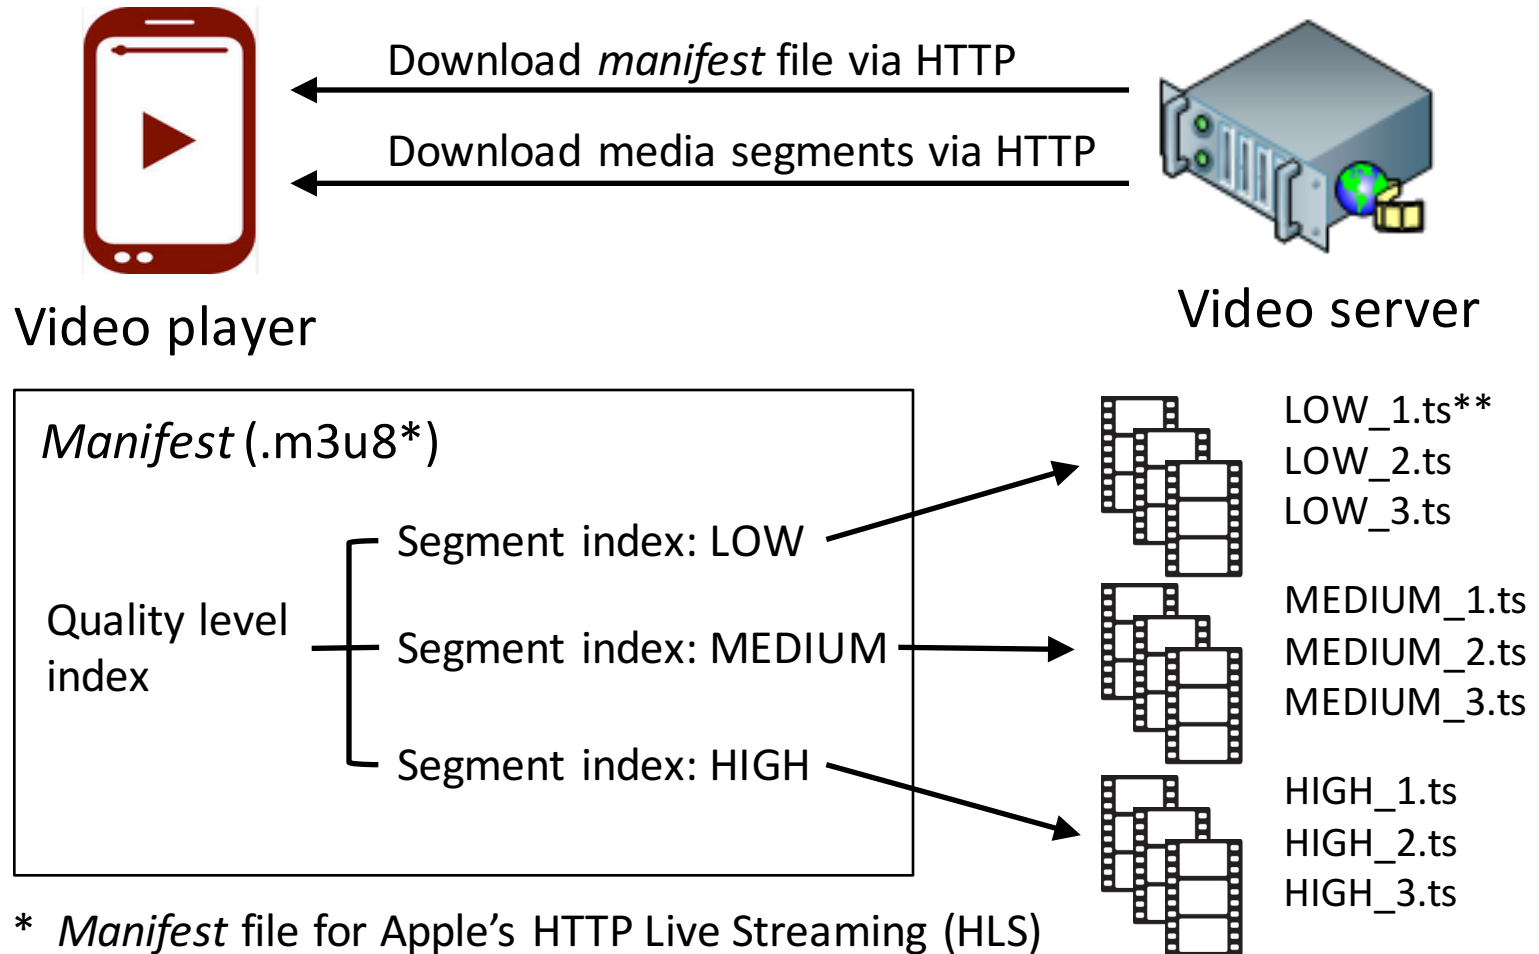 Download manifest file via HTTP
Download media segments via HTTP
Video player
Video server
Manifest (.m3u8*)
Quality level
index
Segment index: LOW
Segment index: MEDIUM
Segment index: HIGH
LOW_1.ts**
LOW_2.ts
LOW_3.ts
MEDIUM_1.ts
MEDIUM_2.ts
MEDIUM_3.ts
HIGH_1.ts
HIGH_2.ts
HIGH_3.ts
* Manifest file for Apple’s HTTP Live Streaming (HLS)